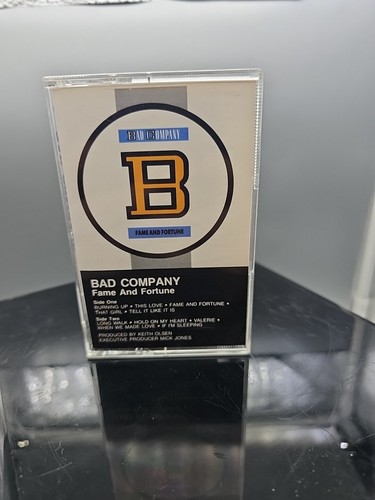 BAD COMPANY
B
FAME AND FORTUNE
BAD COMPANY
Fame And Fortune
Side One
BURNING UP • THIS LOVE • FAME AND FORTUNE •
THAT GIRL • TELL IT LIKE IT IS
Side Two
LONG WALK • HOLD ON MY HEART • VALERIE •
WHEN WE MADE LOVE • IF I'M SLEEPING
PRODUCED BY KEITH OLSEN
EXECUTIVE PRODUCER MICK JONES